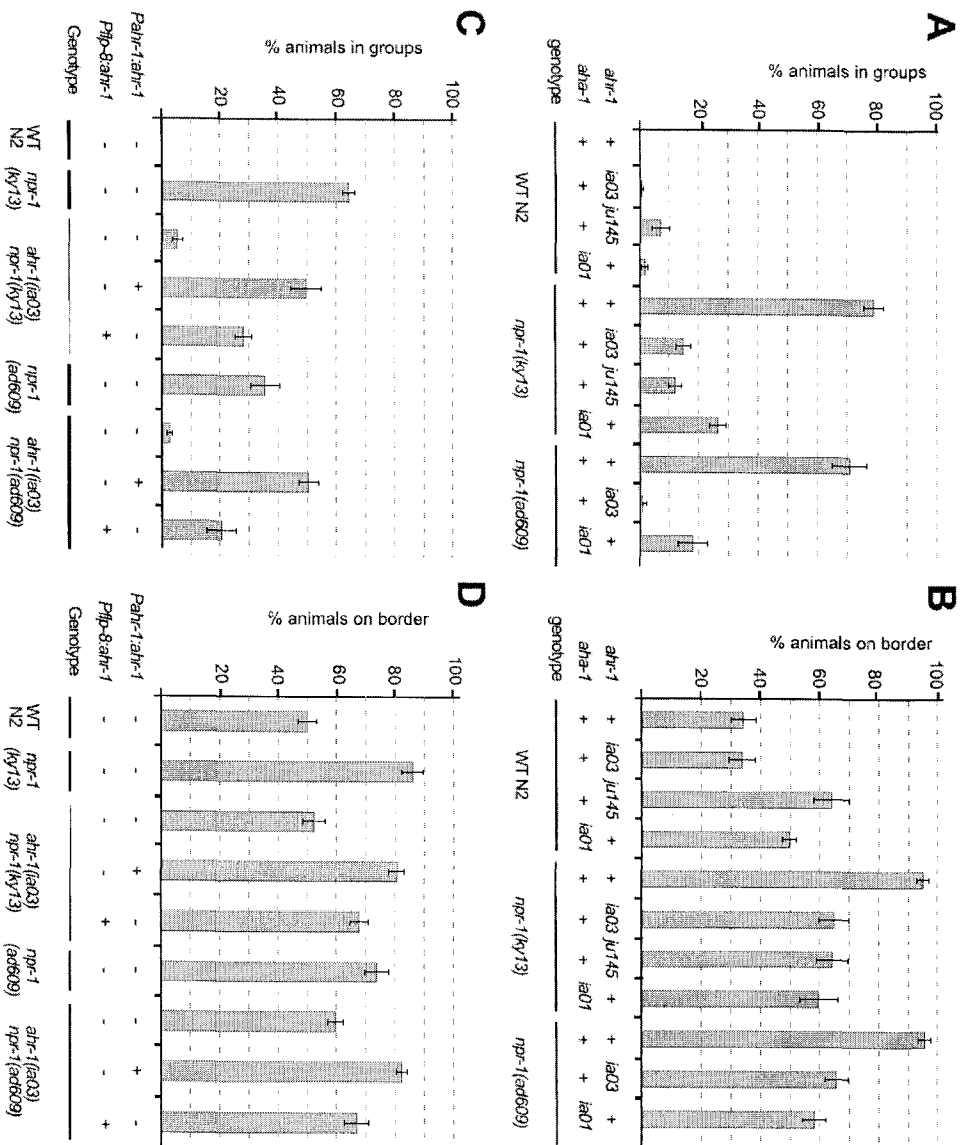 A
% animals in groups
100
80
60
40
20
ahr-1 + ia03 ju145 + + ia03 ju145 + + ia03 +
aha-1 + + + ia01 + + + ia01 + + ia01
genotype WT N2 npr-1(ky13) npr-1(ad609)
B
% animals on border
100
80
60
40
20
ahr-1 + ia03 ju145 + + ia03 ju145 + + ia03 +
aha-1 + + + ia01 + + + ia01 + + ia01
genotype WT N2 npr-1(ky13) npr-1(ad609)
C
% animals in groups
100
80
60
40
20
Pahr-1:ahr-1 - - - + - - - + -
Pflp-8:ahr-1 - - - - + - - - +
Genotype WT npr-1 ahr-1(ia03) npr-1 ahr-1(ia03)
N2 (ky13) npr-1(ky13) (ad609) npr-1(ad609)
D
% animals on border
100
80
60
40
20
Pahr-1:ahr-1 - - - + - - - + -
Pflp-8:ahr-1 - - - - + - - - +
Genotype WT npr-1 ahr-1(ia03) npr-1 ahr-1(ia03)
N2 (ky13) npr-1(ky13) (ad609) npr-1(ad609)